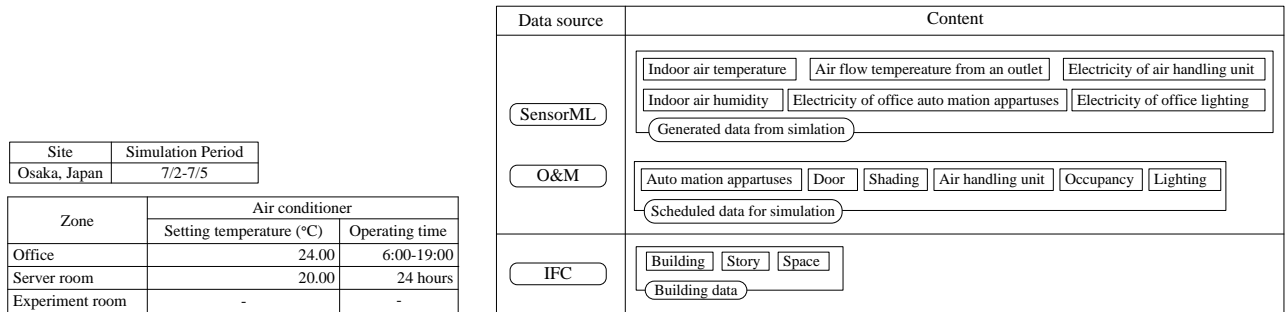 Site Simulation Period
Osaka, Japan 7/2-7/5
Zone Air conditioner
Setting temperature (°C) Operating time
Office 24.00 6:00-19:00
Server room 20.00 24 hours
Experiment room - -
Data source Content
SensorML
Indoor air temperature Air flow tempereature from an outlet Electricity of air handling unit
Indoor air humidity Electricity of office auto mation appartuses Electricity of office lighting
Generated data from simlation
O&M
Auto mation appartuses Door Shading Air handling unit Occupancy Lighting
Scheduled data for simulation
IFC
Building Story Space
Building data